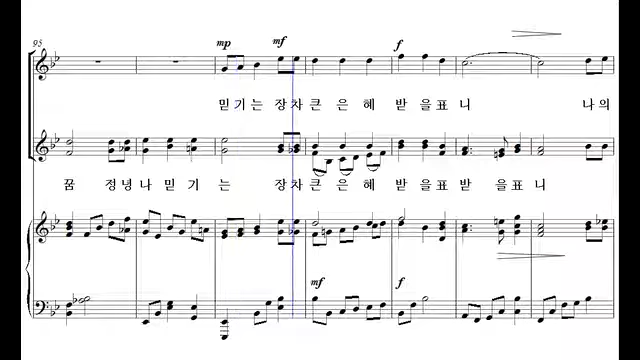 95
mp mf f
믿기는 장차큰 은 혜 받 을표 니 나의
꿈 정녕나 믿 기 는 장차큰 은 혜 받 을표받 을표니
mf f